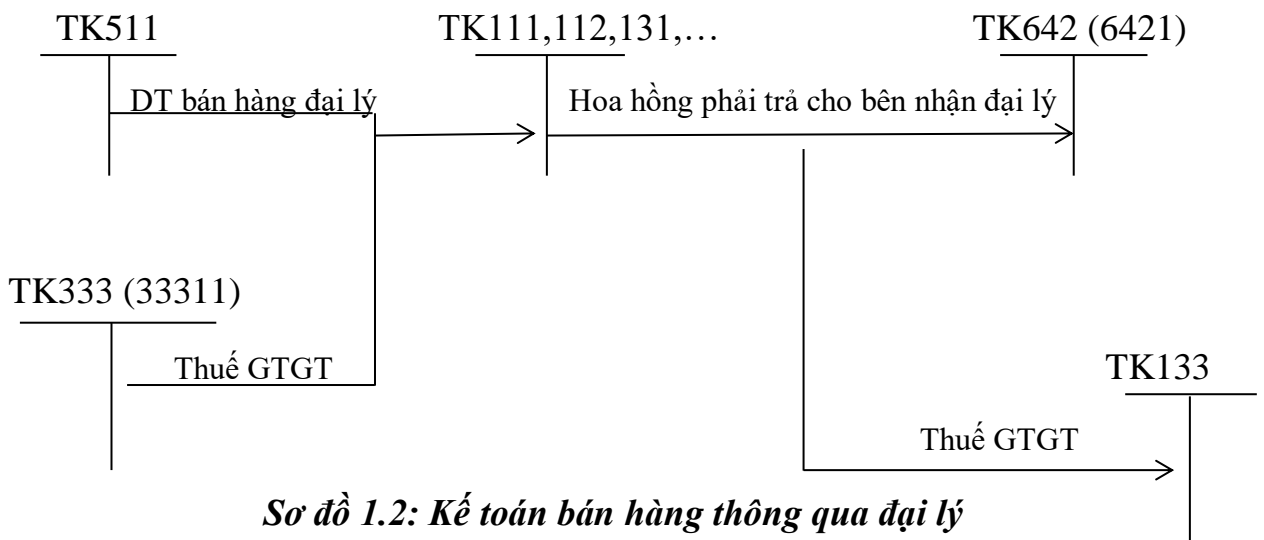 TK511 TK111,112,131,… TK642 (6421)
DT bán hàng đại lý Hoa hồng phải trả cho bên nhận đại lý
TK333 (33311)
Thuế GTGT TK133
Thuế GTGT
Sơ đồ 1.2: Kế toán bán hàng thông qua đại lý